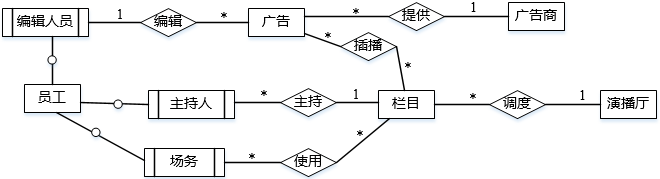 编辑人员 1 编辑 * 广告 * 提供 1 广告商
* 插播 *
员工 主持人 * 主持 1 栏目 * 调度 1 演播厅
场务 * 使用 *